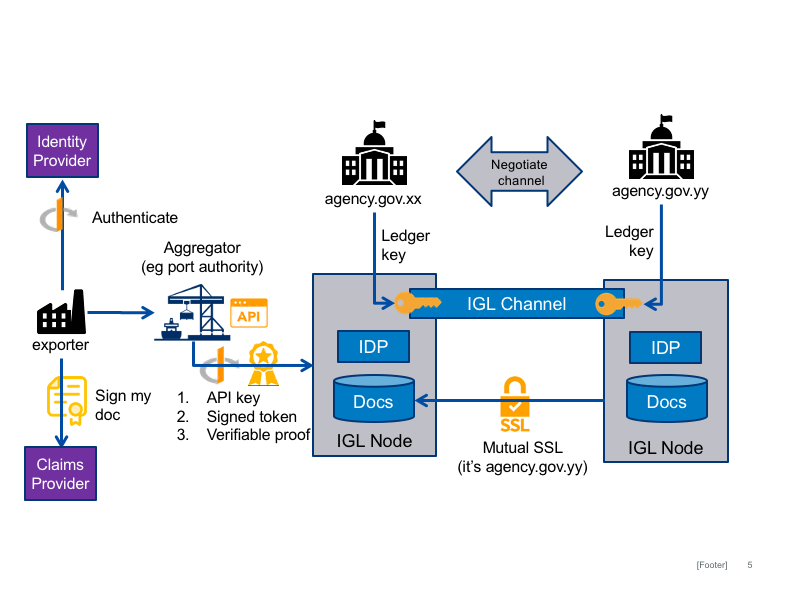 Identity
Provider
Authenticate
Aggregator
(eg port authority)
API
exporter
Sign my
doc
1. API key
2. Signed token
3. Verifiable proof
Claims
Provider
agency.gov.xx
Negotiate
channel
agency.gov.yy
Ledger
key
Ledger
key
IGL Channel
IDP
Docs
IGL Node
SSL
Mutual SSL
(it’s agency.gov.yy)
IDP
Docs
IGL Node
[Footer]
5